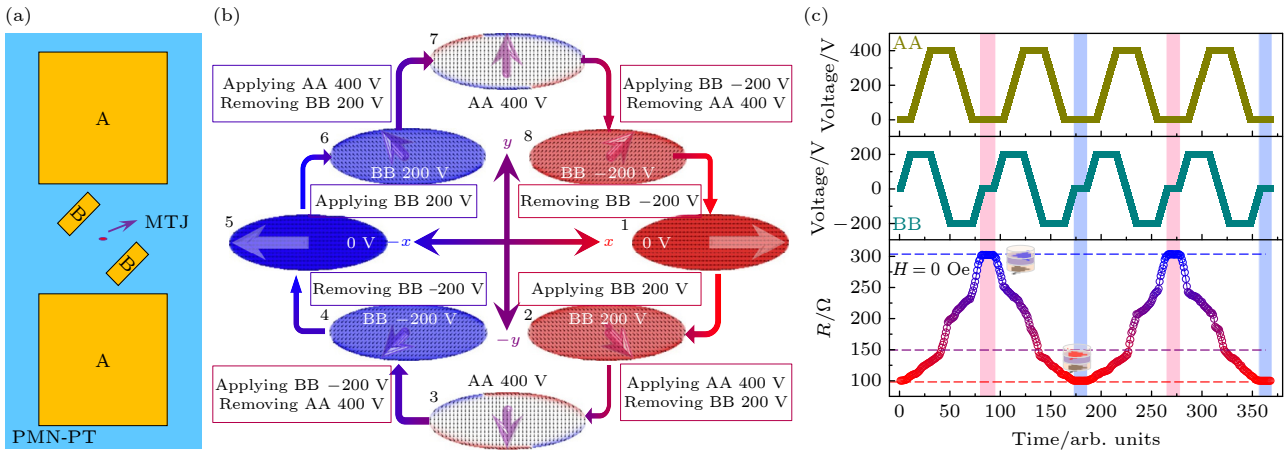 (a)
A
B
MTJ
B
A
PMN-PT
(b)
7
AA 400 V
Applying AA 400 V
Removing BB 200 V
Applying BB −200 V
Removing AA 400 V
6
BB 200 V
8
BB −200 V
y
Applying BB 200 V
Removing BB −200 V
5
0 V
−x
x
1
0 V
Removing BB −200 V
Applying BB 200 V
4
BB −200 V
−y
2
BB 200 V
Applying BB −200 V
Removing AA 400 V
3
AA 400 V
Applying AA 400 V
Removing BB 200 V
(c)
AA
Voltage/V
400
200
0
BB
Voltage/V
200
0
−200
H = 0 Oe
R/Ω
300
250
200
150
100
0 50 100 150 200 250 300 350
Time/arb. units